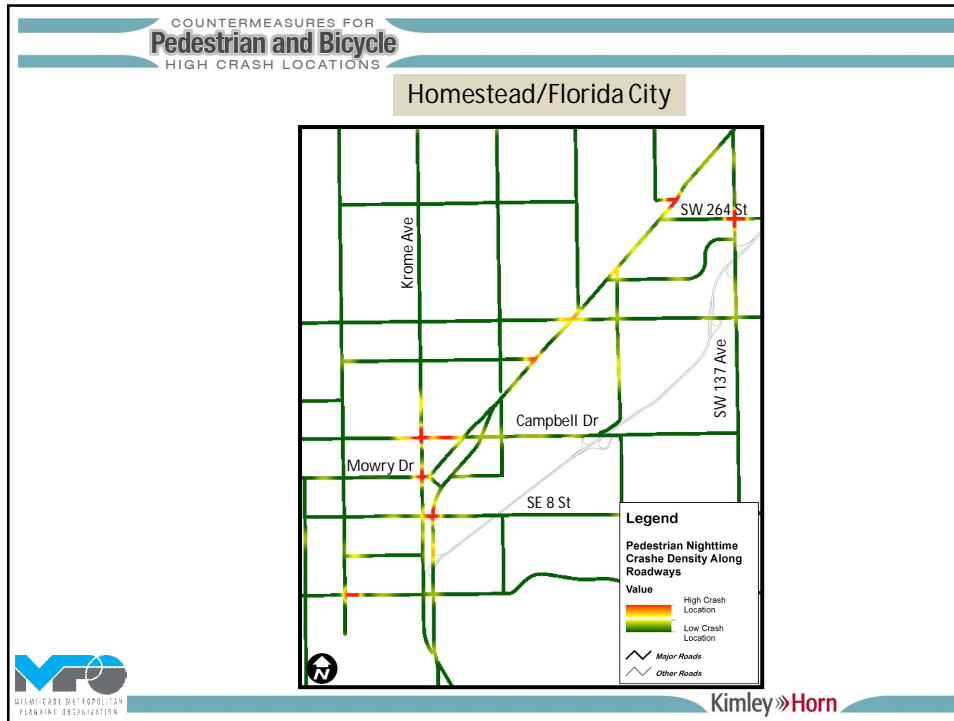 COUNTERMEASURES FOR
Pedestrian and Bicycle
HIGH CRASH LOCATIONS
Homestead/Florida City
SW 264 St
Krome Ave
SW 137 Ave
Campbell Dr
Mowry Dr
SE 8 St
Legend
Pedestrian Nighttime
Crashe Density Along
Roadways
Value
High Crash
Location
Low Crash
Location
Major Roads
Other Roads
N
MPO
MIAMI-DADE METROPOLITAN
PLANNING ORGANIZATION
Kimley»Horn